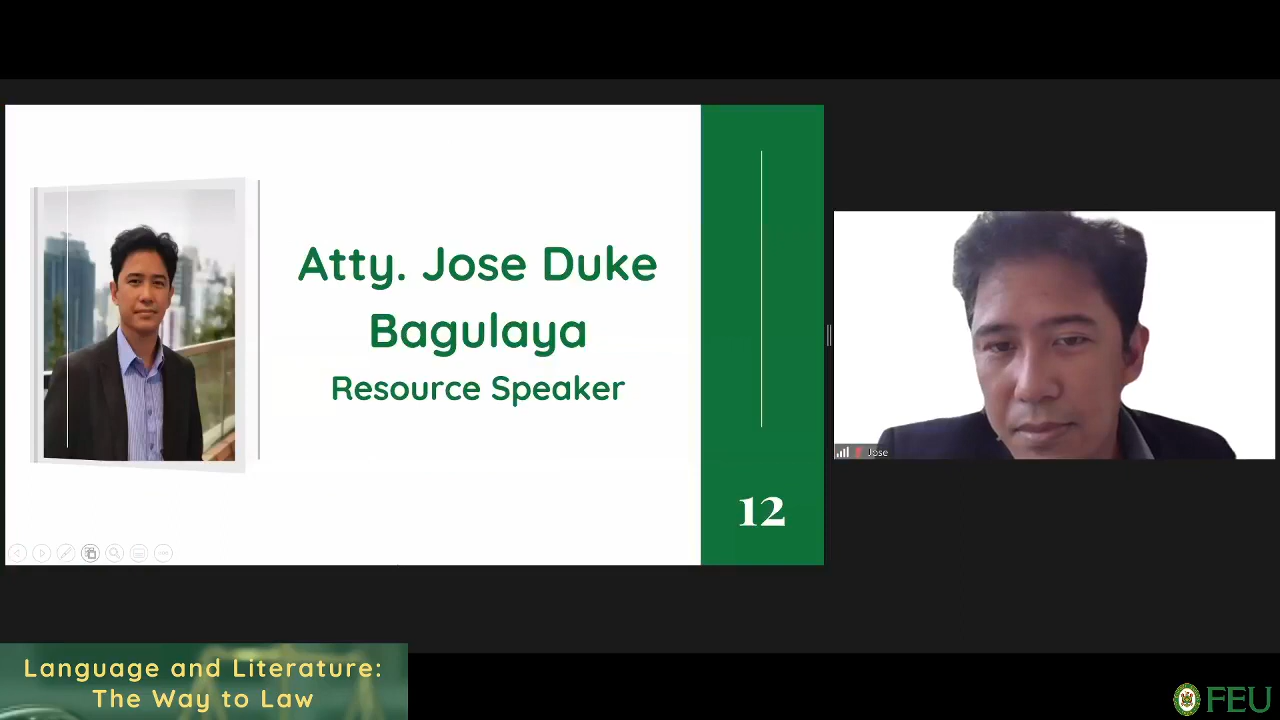 Atty. Jose Duke
Bagulaya
Resource Speaker
12
Jose
Language and Literature:
The Way to Law
FEU